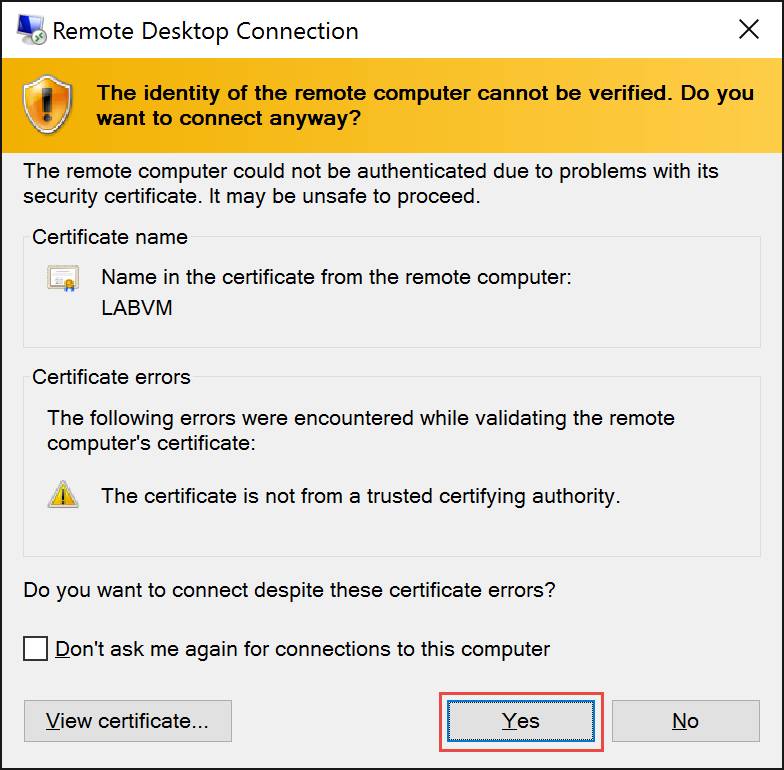 Remote Desktop Connection
The identity of the remote computer cannot be verified. Do you
want to connect anyway?
The remote computer could not be authenticated due to problems with its
security certificate. It may be unsafe to proceed.
Certificate name
Name in the certificate from the remote computer:
LABVM
Certificate errors
The following errors were encountered while validating the remote
computer's certificate:
The certificate is not from a trusted certifying authority.
Do you want to connect despite these certificate errors?
Don't ask me again for connections to this computer
View certificate... Yes No